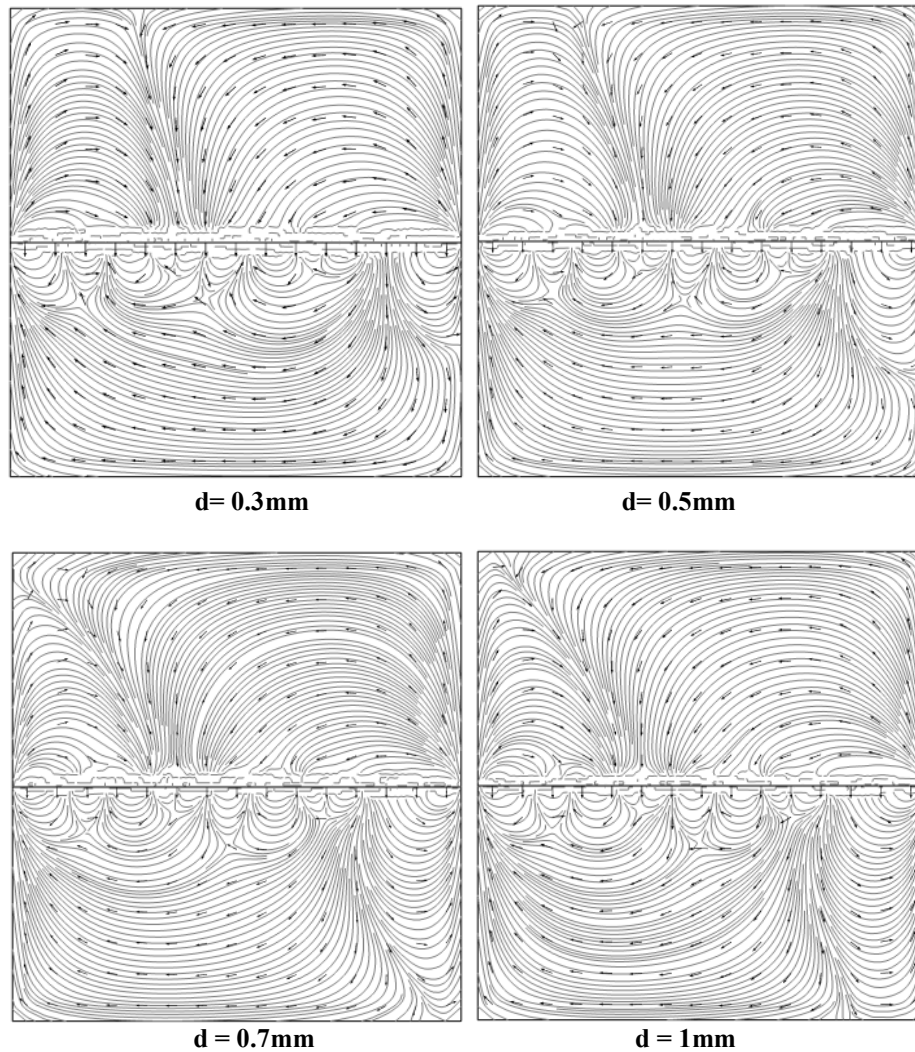 d= 0.3mm
d= 0.5mm
d = 0.7mm
d = 1mm